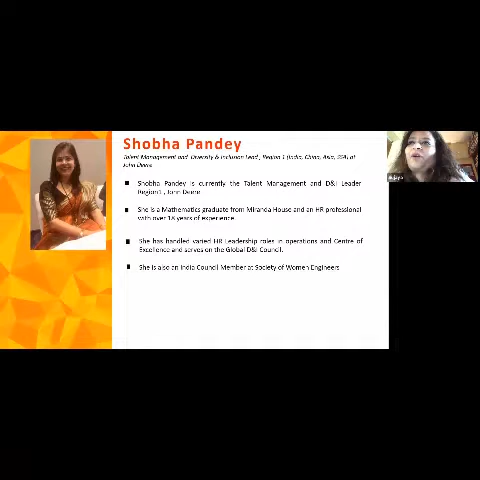 Shobha Pandey
Talent Management and Diversity & Inclusion Lead , Region 1 (India, China, Asia, SSA) at
John Deere
Shobha Pandey is currently the Talent Management and D&I Leader
Region1 , John Deere
She is a Mathematics graduate from Miranda House and an HR professional
with over 18 years of experience.
She has handled varied HR Leadership roles in operations and Centre of
Excellence and serves on the Global D&I Council.
She is also an India Council Member at Society of Women Engineers